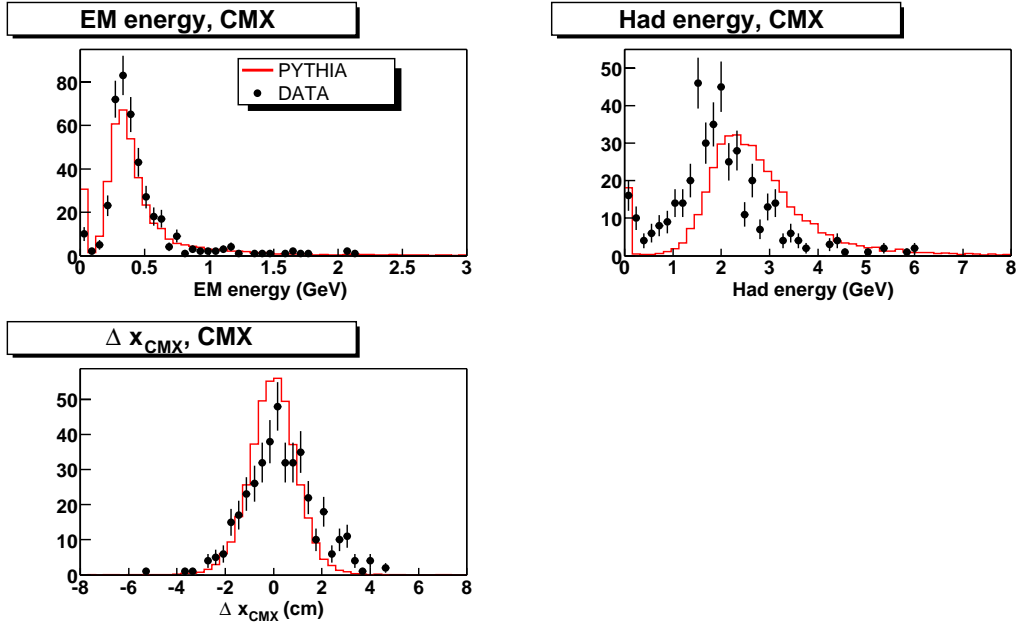 EM energy, CMX
80
60
40
20
0
PYTHIA
DATA
0 0.5 1 1.5 2 2.5 3
EM energy (GeV)
Had energy, CMX
50
40
30
20
10
0
0 1 2 3 4 5 6 7 8
Had energy (GeV)
Δ xCMX, CMX
50
40
30
20
10
0
-8 -6 -4 -2 0 2 4 6 8
Δ xCMX (cm)